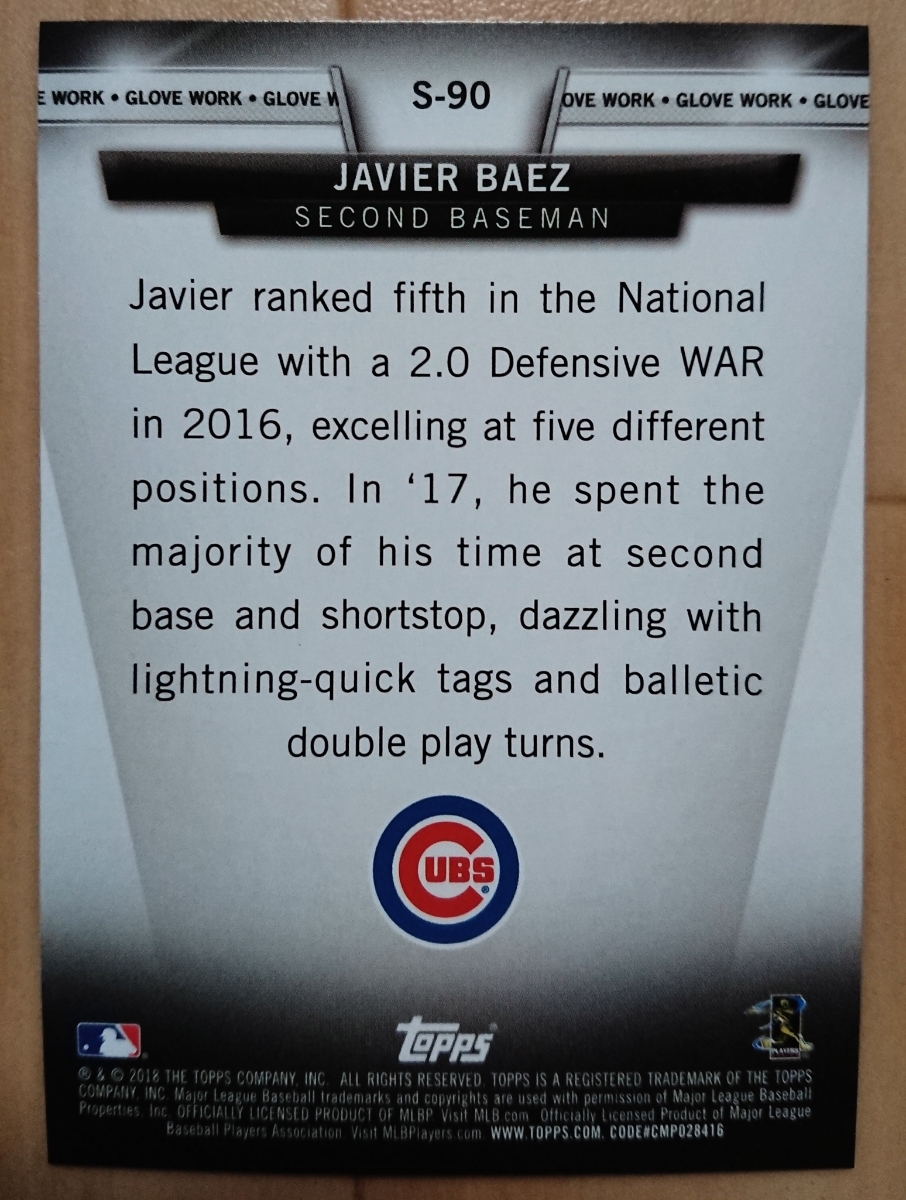 E WORK • GLOVE WORK • GLOVE W
S-90
OVE WORK • GLOVE WORK • GLOVE
JAVIER BAEZ
SECOND BASEMAN
Javier ranked fifth in the National
League with a 2.0 Defensive WAR
in 2016, excelling at five different
positions. In ‘17, he spent the
majority of his time at second
base and shortstop, dazzling with
lightning-quick tags and balletic
double play turns.
CUBS®
Topps®
PLAYERS
® & © 2018 THE TOPPS COMPANY, INC. ALL RIGHTS RESERVED. TOPPS IS A REGISTERED TRADEMARK OF THE TOPPS
COMPANY, INC. Major League Baseball trademarks and copyrights are used with permission of Major League Baseball
Properties, Inc. OFFICIALLY LICENSED PRODUCT OF MLBP Visit MLB.com. Officially Licensed Product of Major League
Baseball Players Association. Visit MLBPlayers.com. WWW.TOPPS.COM. CODE#CMP028416